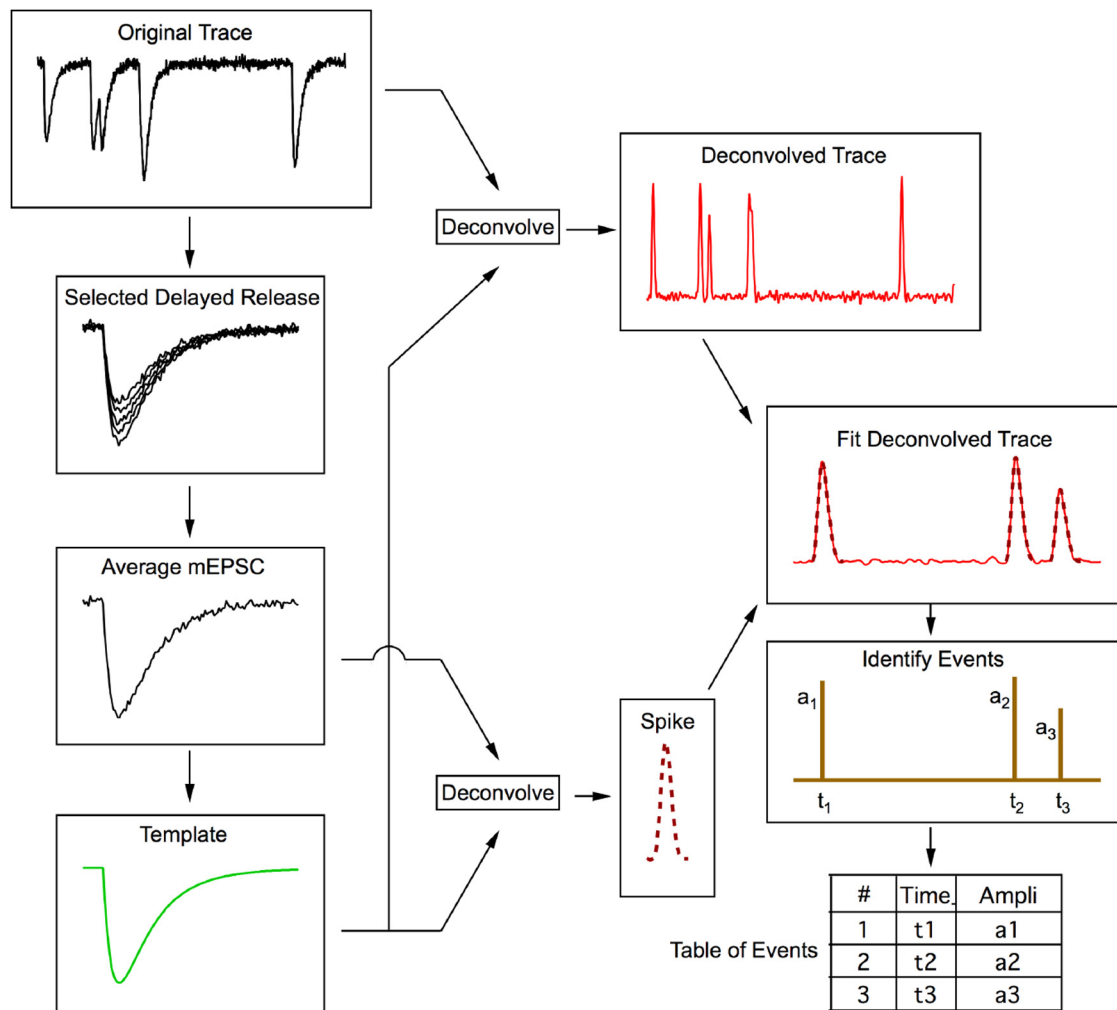 Original Trace
Selected Delayed Release
Average mEPSC
Template
Deconvolve
Deconvolve
Deconvolved Trace
Spike
Fit Deconvolved Trace
Identify Events
a1
a2
a3
t1
t2 t3
Table of Events
# Time Ampli
1 t1 a1
2 t2 a2
3 t3 a3